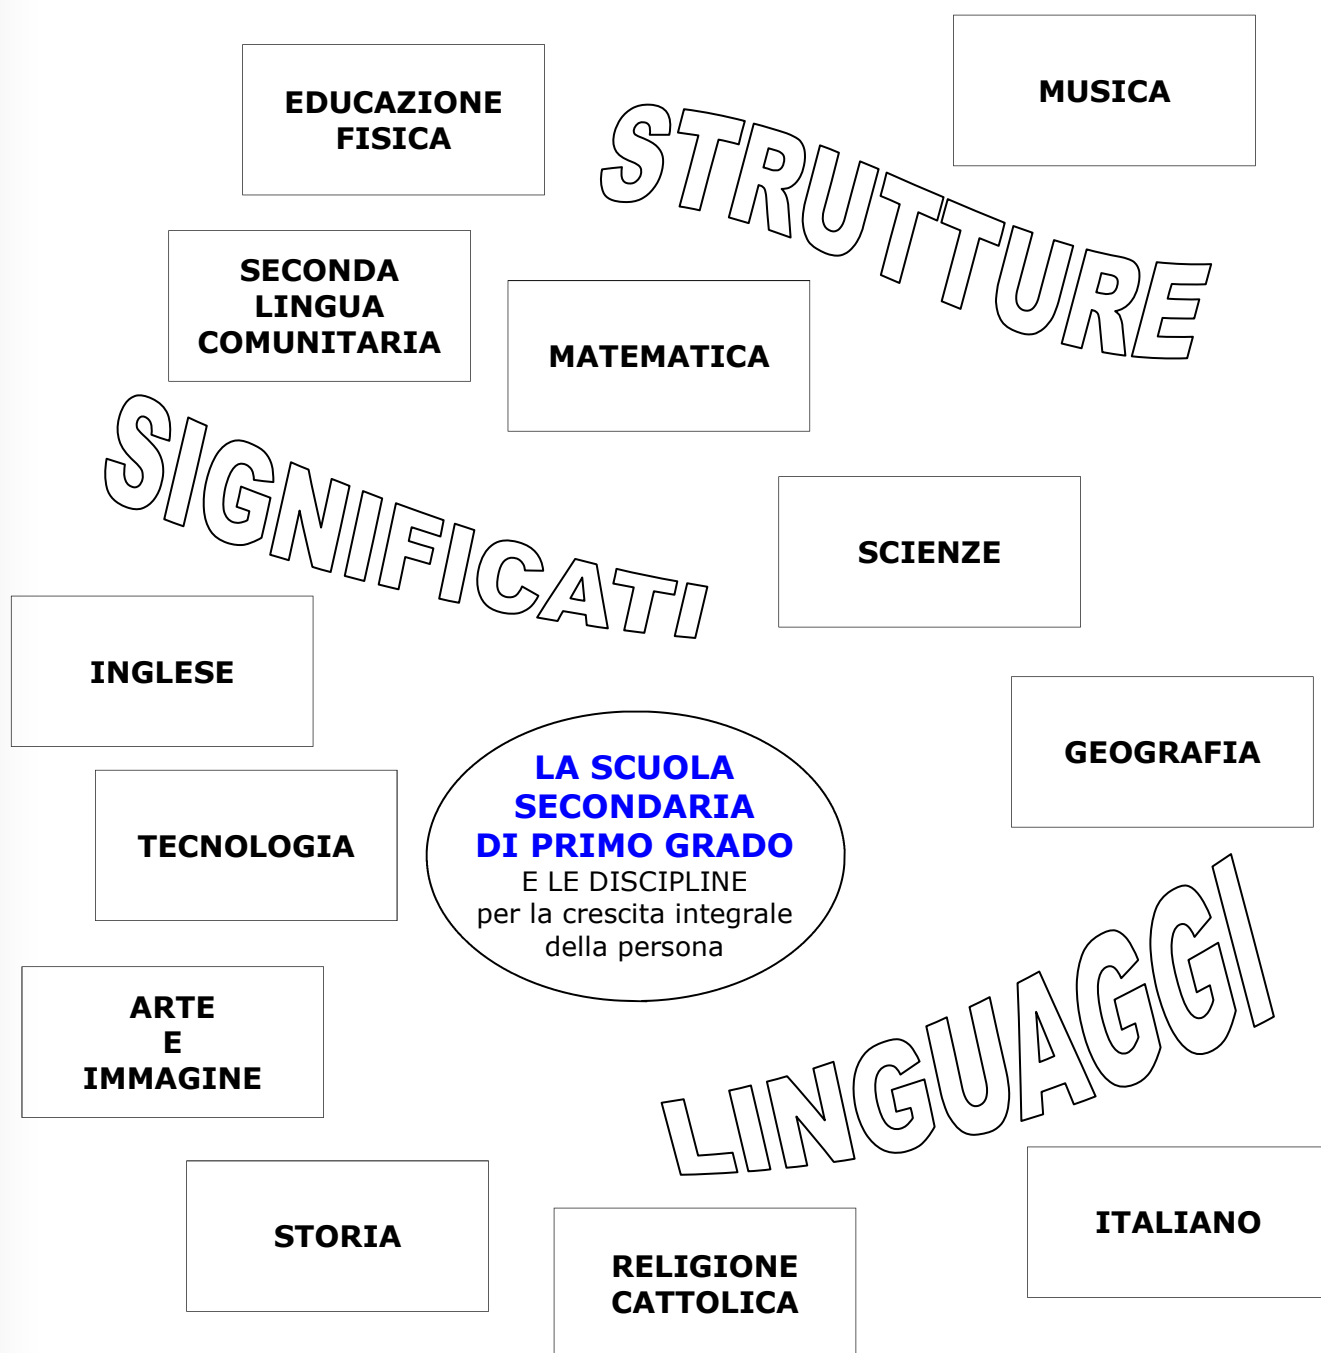 MUSICA
EDUCAZIONE
FISICA
STRUTTURE
SECONDA
LINGUA
COMUNITARIA
MATEMATICA
SIGNIFICATI
SCIENZE
INGLESE
GEOGRAFIA
LA SCUOLA
SECONDARIA
DI PRIMO GRADO
E LE DISCIPLINE
per la crescita integrale
della persona
TECNOLOGIA
LINGUAGGI
ARTE
E
IMMAGINE
STORIA
RELIGIONE
CATTOLICA
ITALIANO